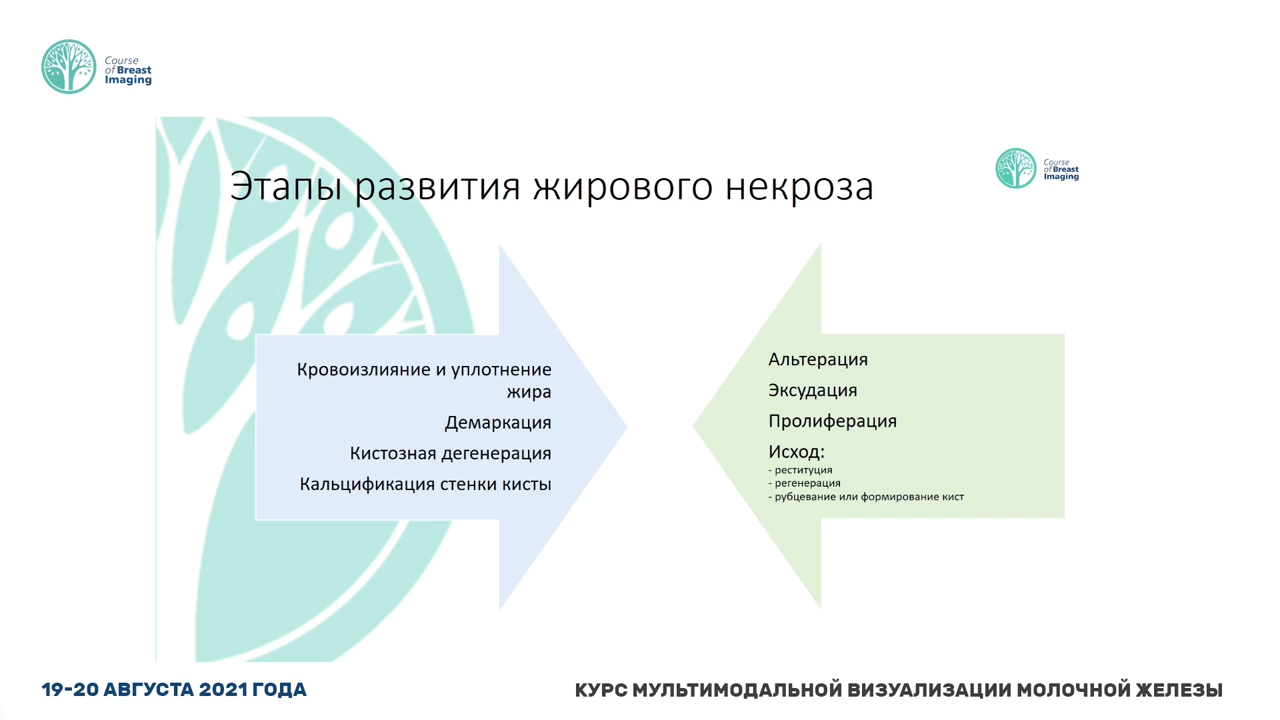 Course
of Breast
Imaging
Этапы развития жирового некроза
Course
of Breast
Imaging
Кровоизлияние и уплотнение
жира
Демаркация
Кистозная дегенерация
Кальцификация стенки кисты
Альтерация
Эксудация
Пролиферация
Исход:
- реституция
- регенерация
- рубцевание или формирование кист
19-20 АВГУСТА 2021 ГОДА
КУРС МУЛЬТИМОДАЛЬНОЙ ВИЗУАЛИЗАЦИИ МОЛОЧНОЙ ЖЕЛЕЗЫ